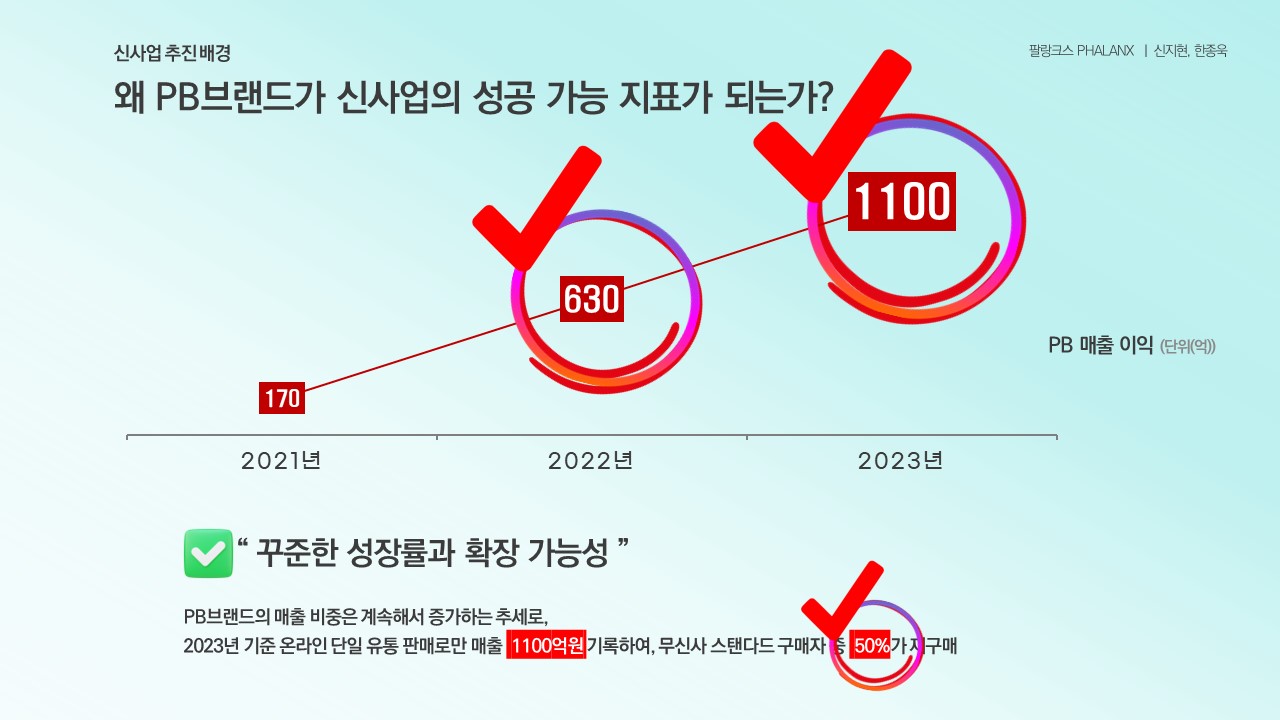 신사업 추진 배경
팔랑크스 PHALANX | 신지현, 한종욱
왜 PB브랜드가 신사업의 성공 가능 지표가 되는가?
1100
630
170
PB 매출 이익 (단위(억))
2021년
2022년
2023년
“ 꾸준한 성장률과 확장 가능성 ”
PB브랜드의 매출 비중은 계속해서 증가하는 추세로,
2023년 기준 온라인 단일 유통 판매로만 매출 1100억원 기록하여, 무신사 스탠다드 구매자 중 50%가 재구매